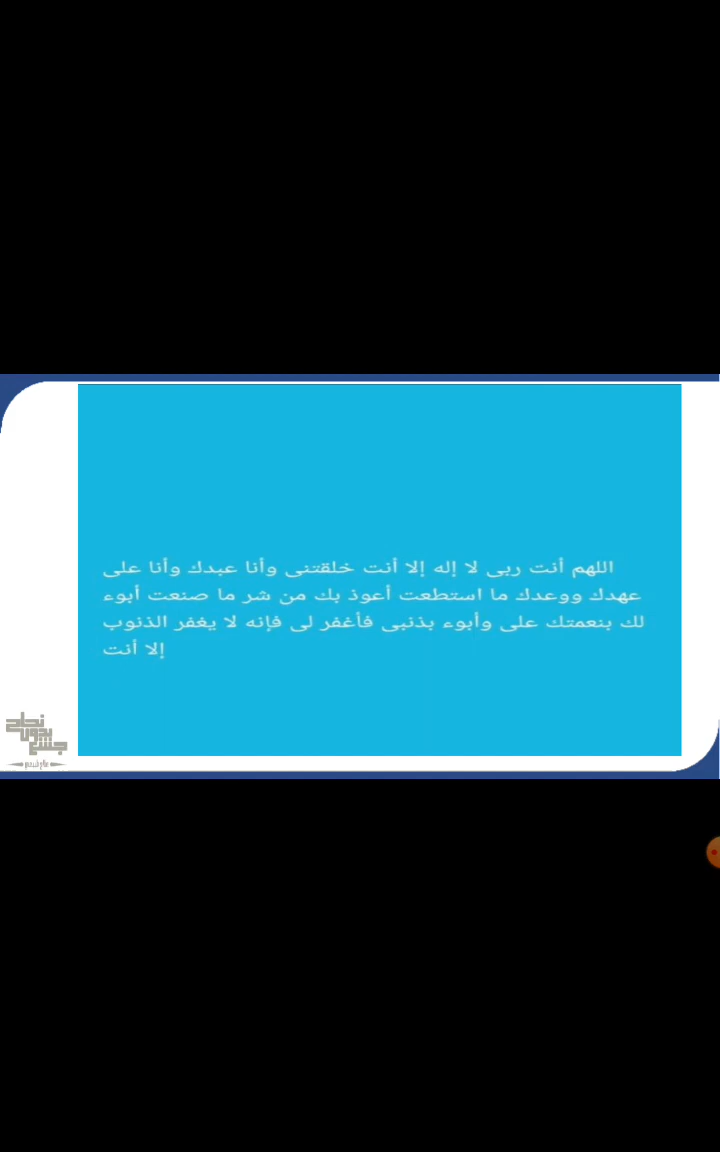 اللهم أنت ربى لا إله إلا أنت خلقتنى وأنا عبدك وأنا على
عهدك ووعدك ما استطعت أعوذ بك من شر ما صنعت أبوء
لك بنعمتك على وأبوء بذنبى فأغفر لى فإنه لا يغفر الذنوب
إلا أنت